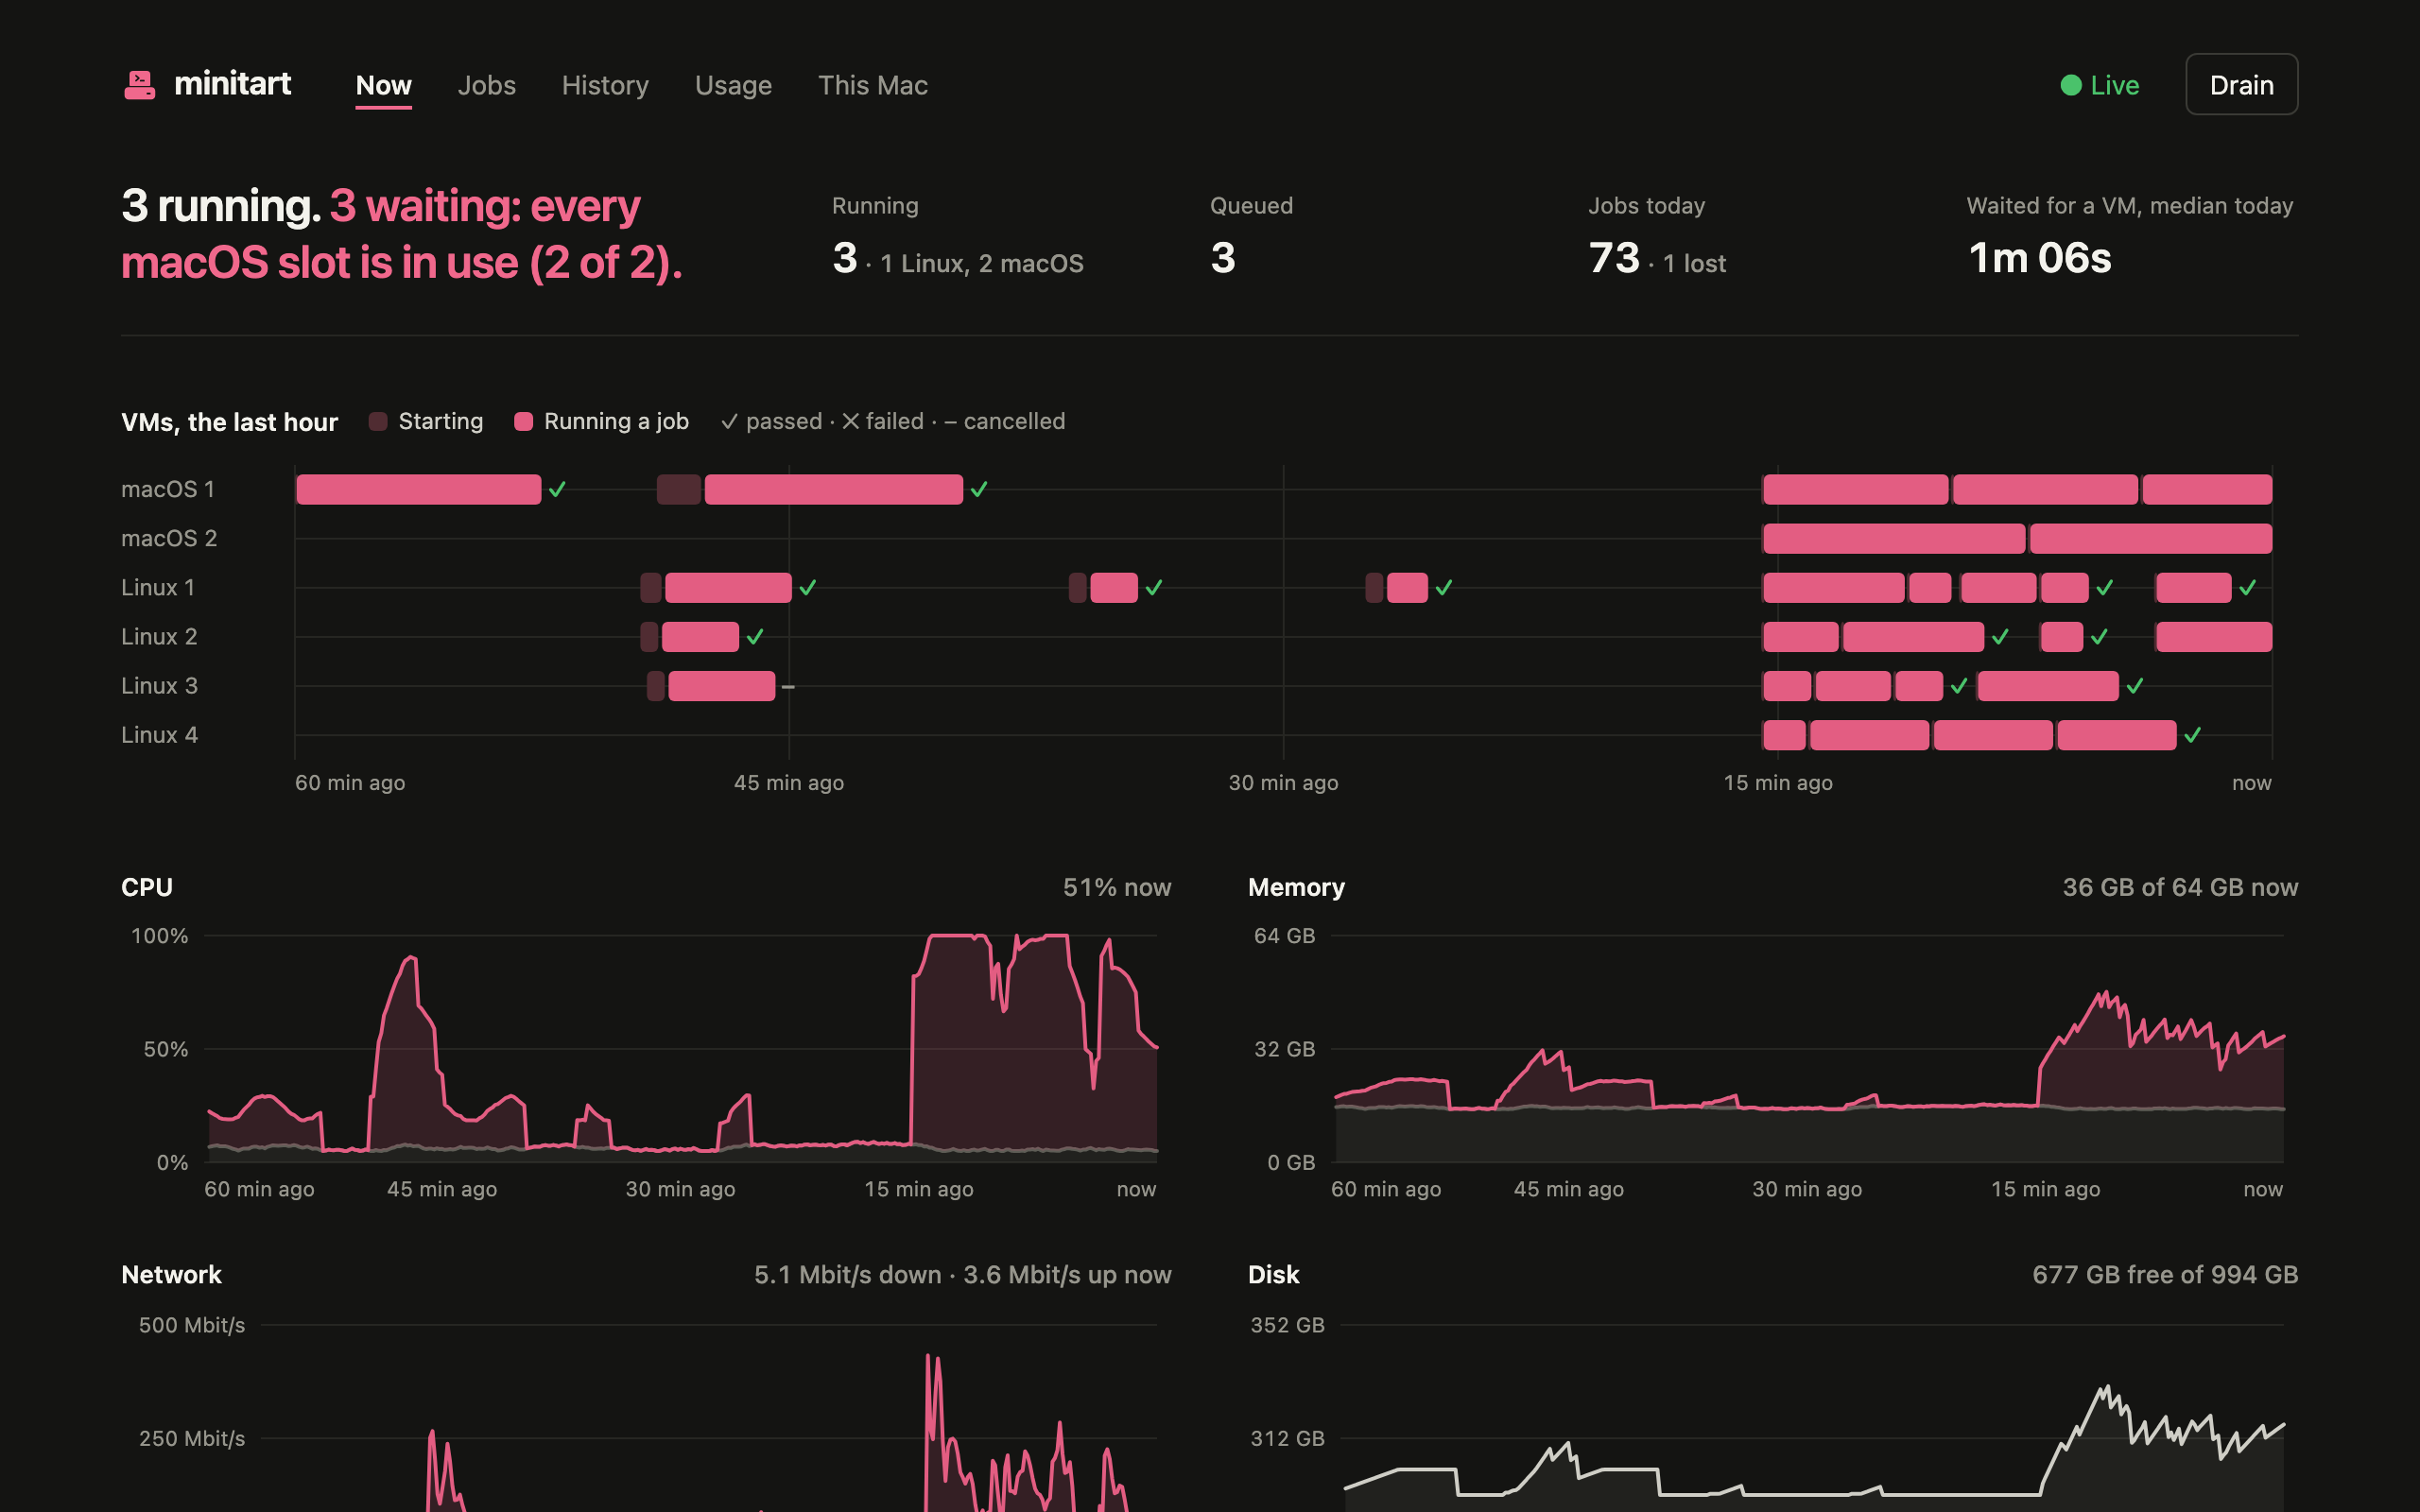 minitart Now Jobs History Usage This Mac Live Drain
3 running. 3 waiting: every
macOS slot is in use (2 of 2).
Running
3 · 1 Linux, 2 macOS
Queued
3
Jobs today
73 · 1 lost
Waited for a VM, median today
1m 06s
VMs, the last hour Starting Running a job ✓ passed · ✕ failed · – cancelled
macOS 1
macOS 2
Linux 1
Linux 2
Linux 3
Linux 4
60 min ago 45 min ago 30 min ago 15 min ago now
CPU 51% now
100%
50%
0%
60 min ago 45 min ago 30 min ago 15 min ago now
Memory 36 GB of 64 GB now
64 GB
32 GB
0 GB
60 min ago 45 min ago 30 min ago 15 min ago now
Network 5.1 Mbit/s down · 3.6 Mbit/s up now
500 Mbit/s
250 Mbit/s
Disk 677 GB free of 994 GB
352 GB
312 GB